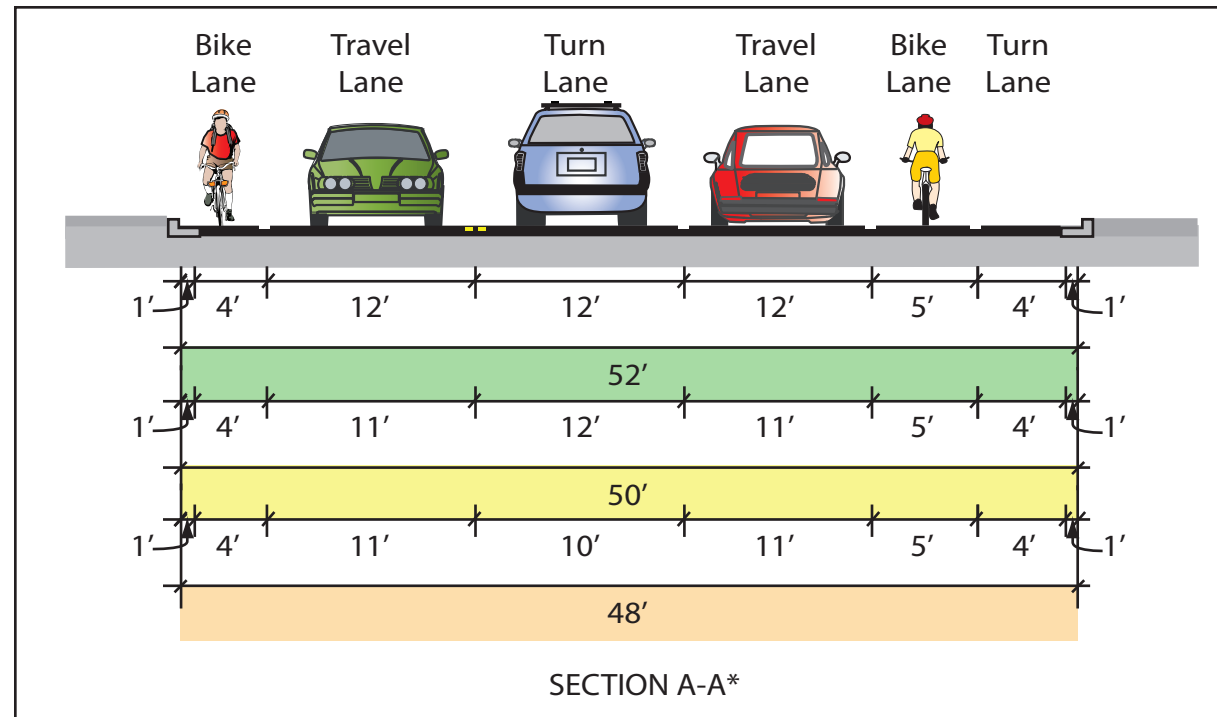 Bike Lane
Travel Lane
Turn Lane
Travel Lane
Bike Lane
Turn Lane
1’ 4’ 12’ 12’ 12’ 5’ 4’ 1’
52’
1’ 4’ 11’ 12’ 11’ 5’ 4’ 1’
50’
1’ 4’ 11’ 10’ 11’ 5’ 4’ 1’
48’
SECTION A-A*